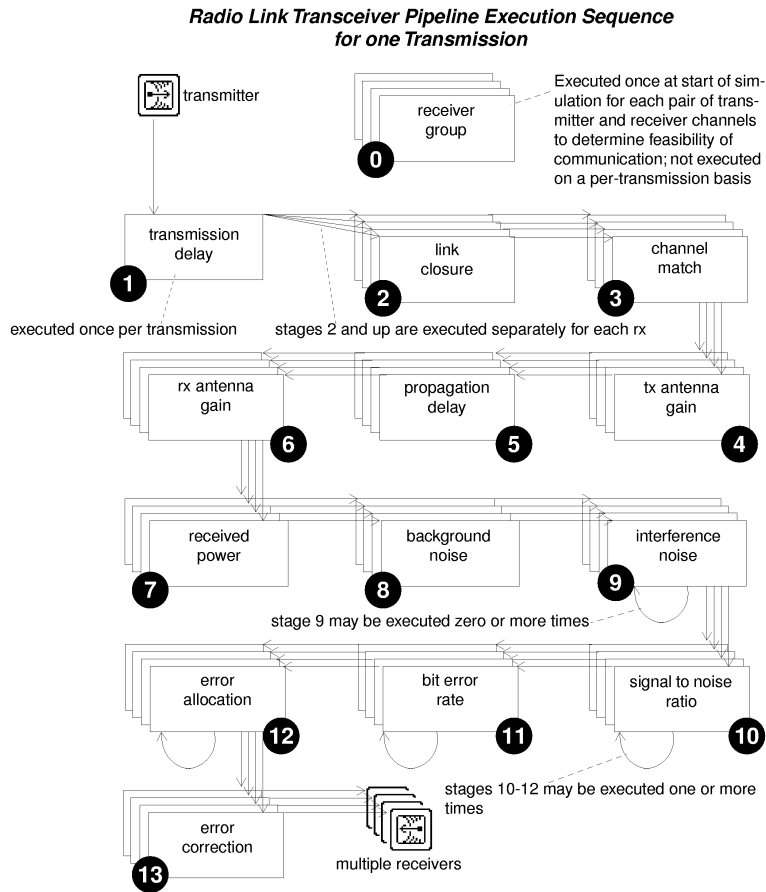 Radio Link Transceiver Pipeline Execution Sequence
for one Transmission
transmitter
receiver
group
0
Executed once at start of sim-
ulation for each pair of trans-
mitter and receiver channels
to determine feasibility of
communication; not executed
on a per-transmission basis
transmission
delay
1
link
closure
2
channel
match
3
executed once per transmission
stages 2 and up are executed separately for each rx
rx antenna
gain
6
propagation
delay
5
tx antenna
gain
4
received
power
7
background
noise
8
interference
noise
9
stage 9 may be executed zero or more times
error
allocation
12
bit error
rate
11
signal to noise
ratio
10
stages 10-12 may be executed one or more
times
error
correction
13
multiple receivers